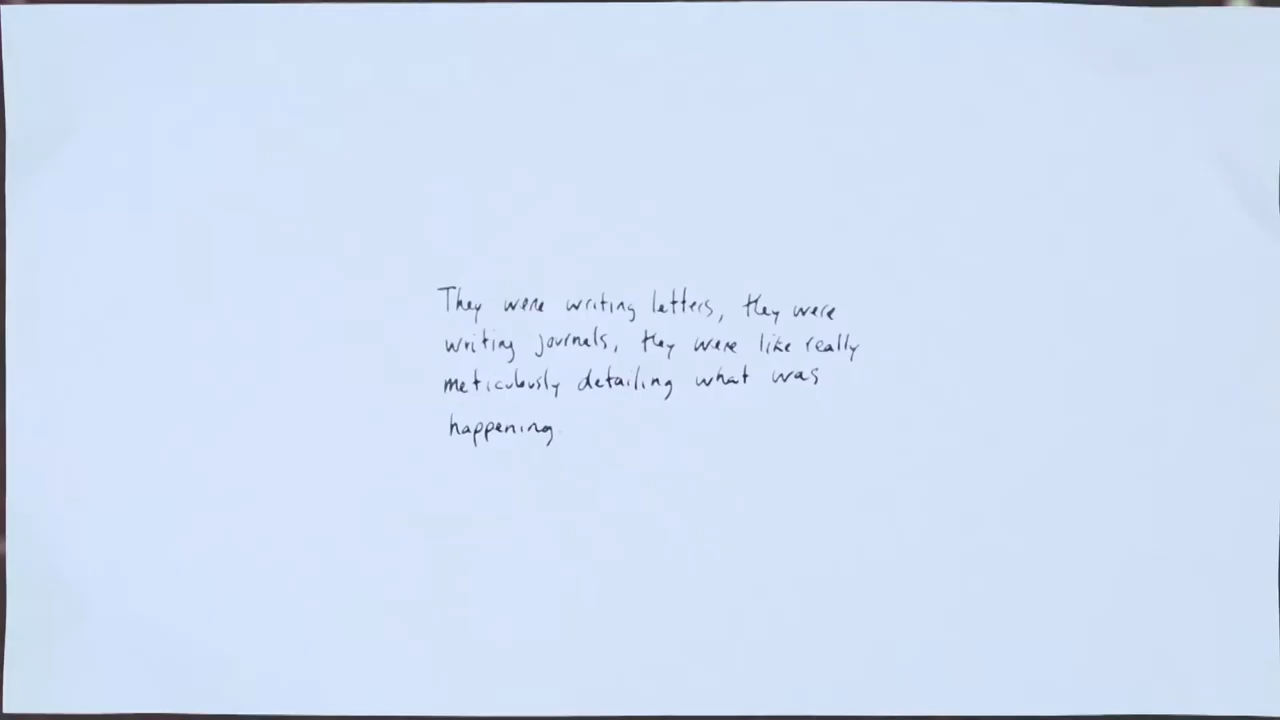 They were writing letters, they were
writing journals, they were like really
meticulously detailing what was
happening.